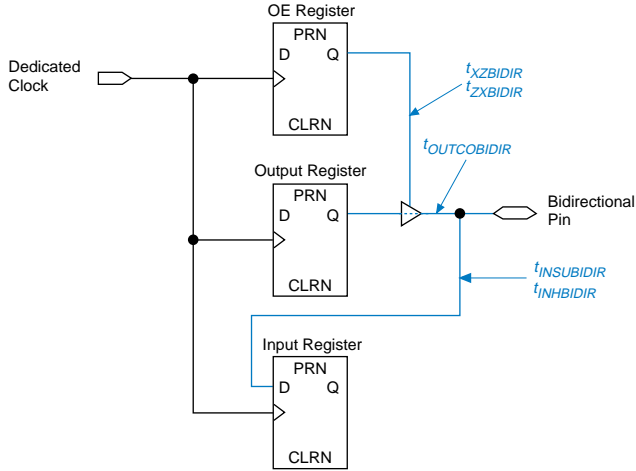 OE Register
PRN
D Q
CLRN
Dedicated
Clock
tXZBIDIR
tZXBIDIR
tOUTCOBIDIR
Output Register
PRN
D Q
CLRN
Bidirectional
Pin
tINSUBIDIR
tINHBIDIR
Input Register
PRN
D Q
CLRN